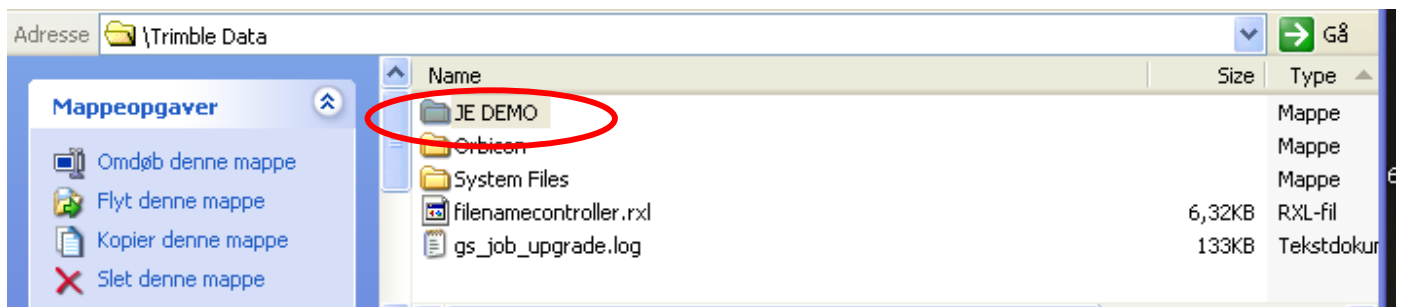 Adresse \Trimble Data Gå
Name Size Type
Mappeopgaver
JE DEMO Mappe
Orbicon Mappe
System Files Mappe
filenamecontroller.rxl 6,32KB RXL-fil
gs_job_upgrade.log 133KB Tekstdokur
Omdøb denne mappe
Flyt denne mappe
Kopier denne mappe
Slet denne mappe